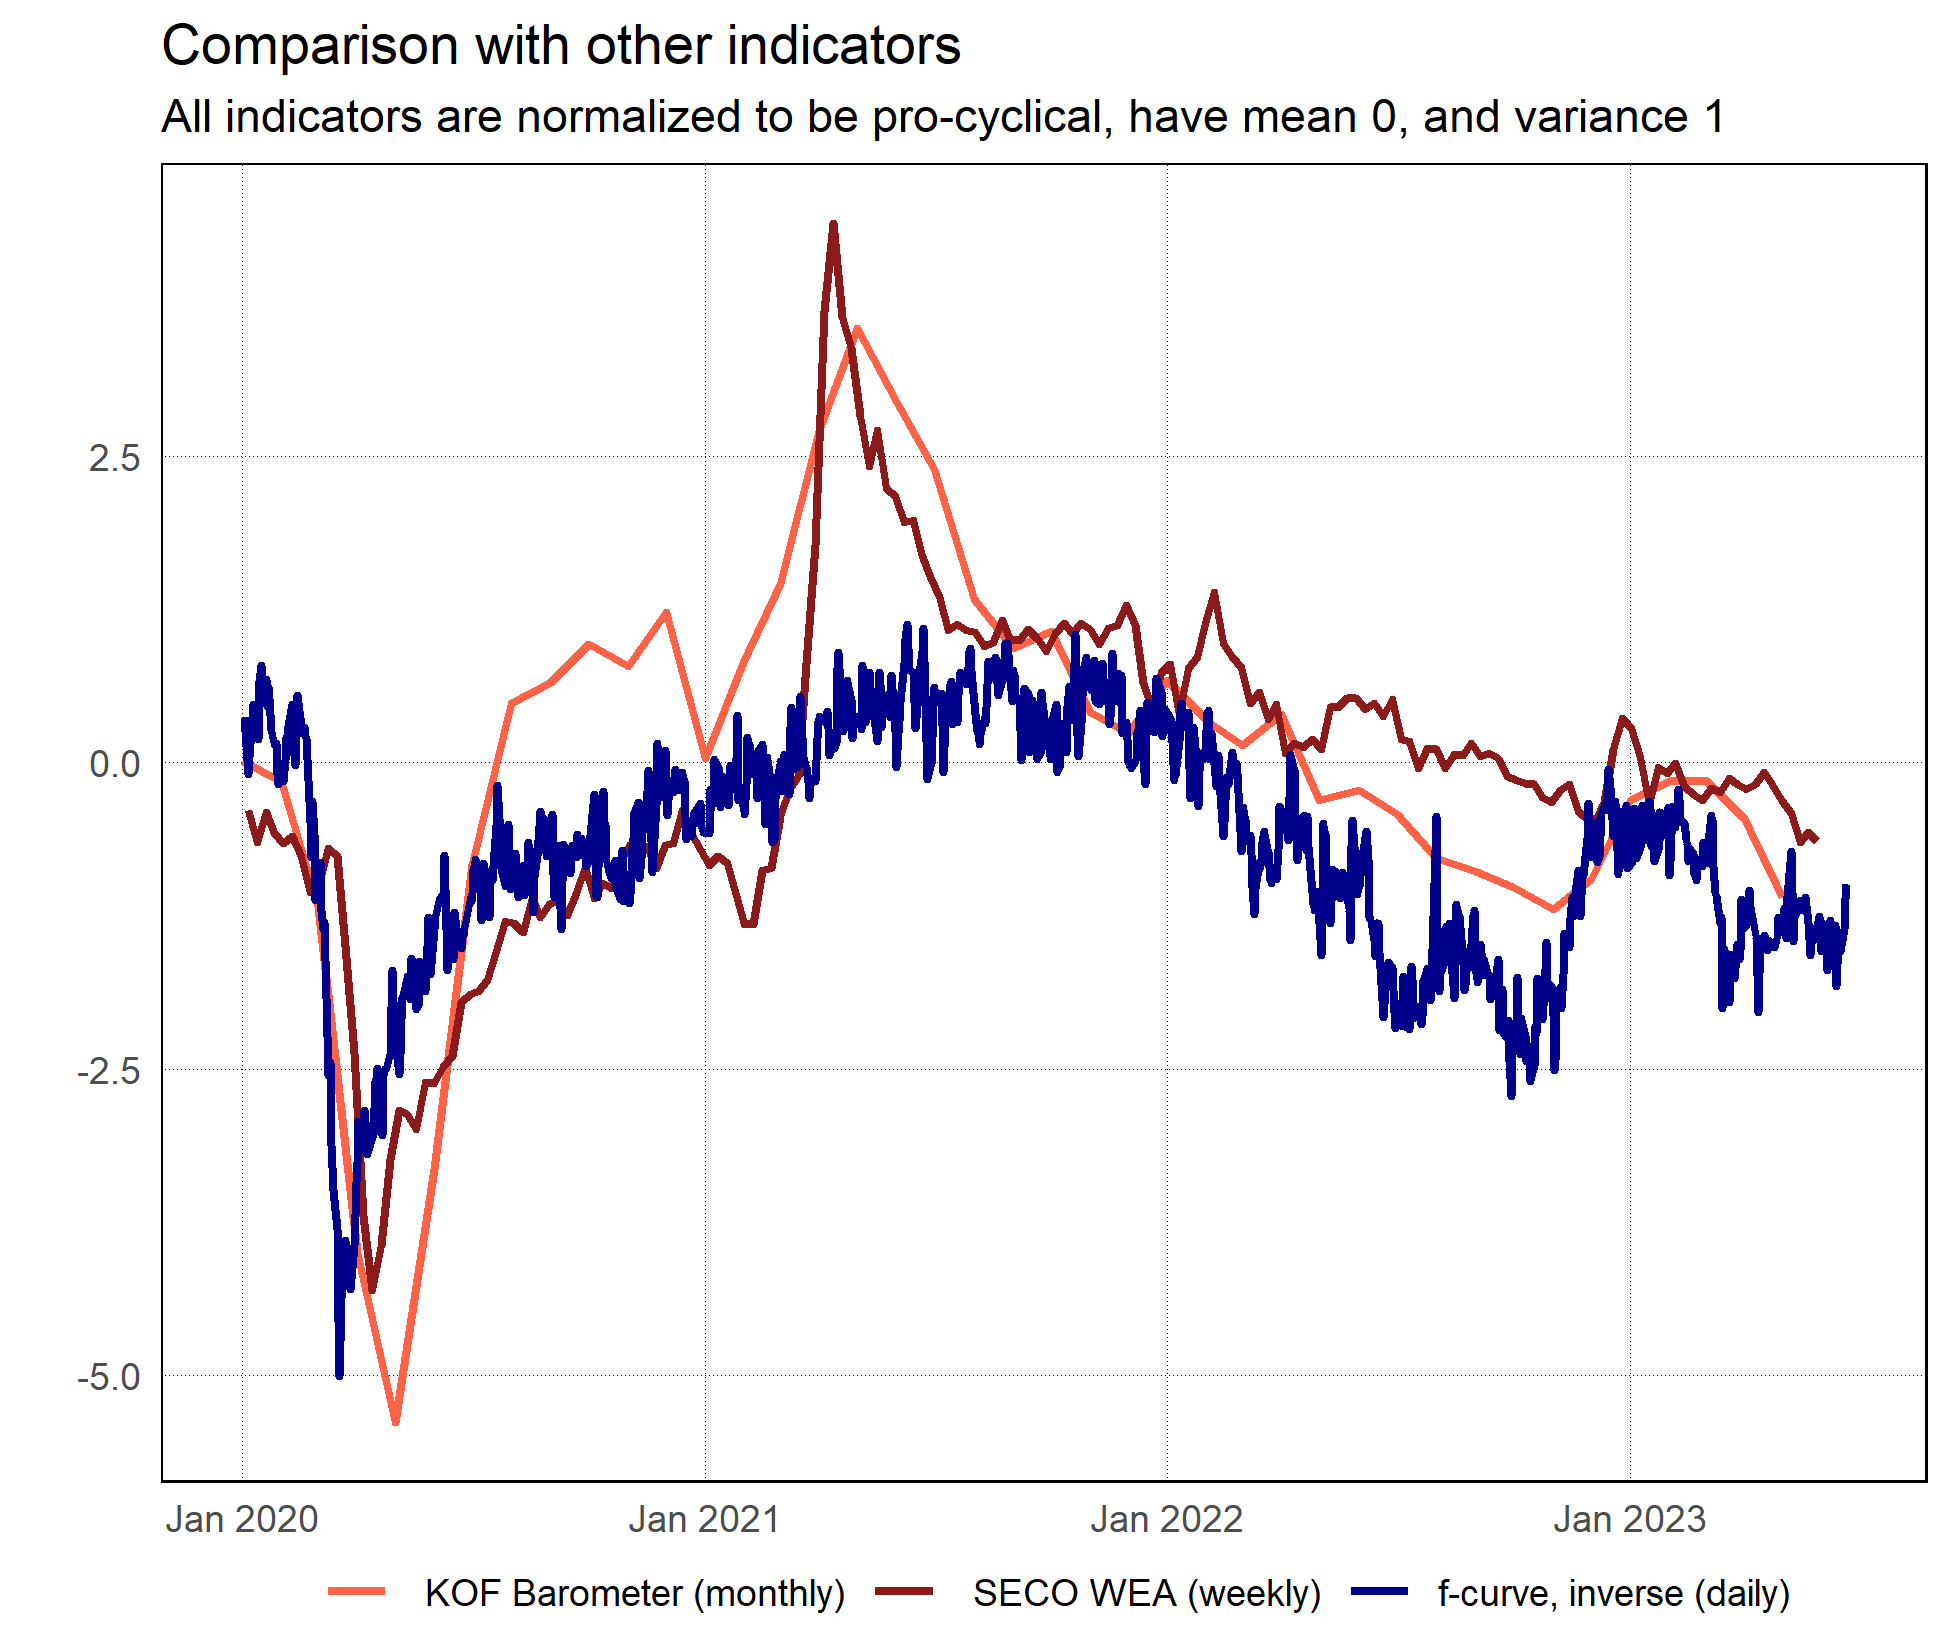 Comparison with other indicators
All indicators are normalized to be pro-cyclical, have mean 0, and variance 1
2.5
0.0
-2.5
-5.0
Jan 2020 Jan 2021 Jan 2022 Jan 2023
KOF Barometer (monthly) SECO WEA (weekly) f-curve, inverse (daily)